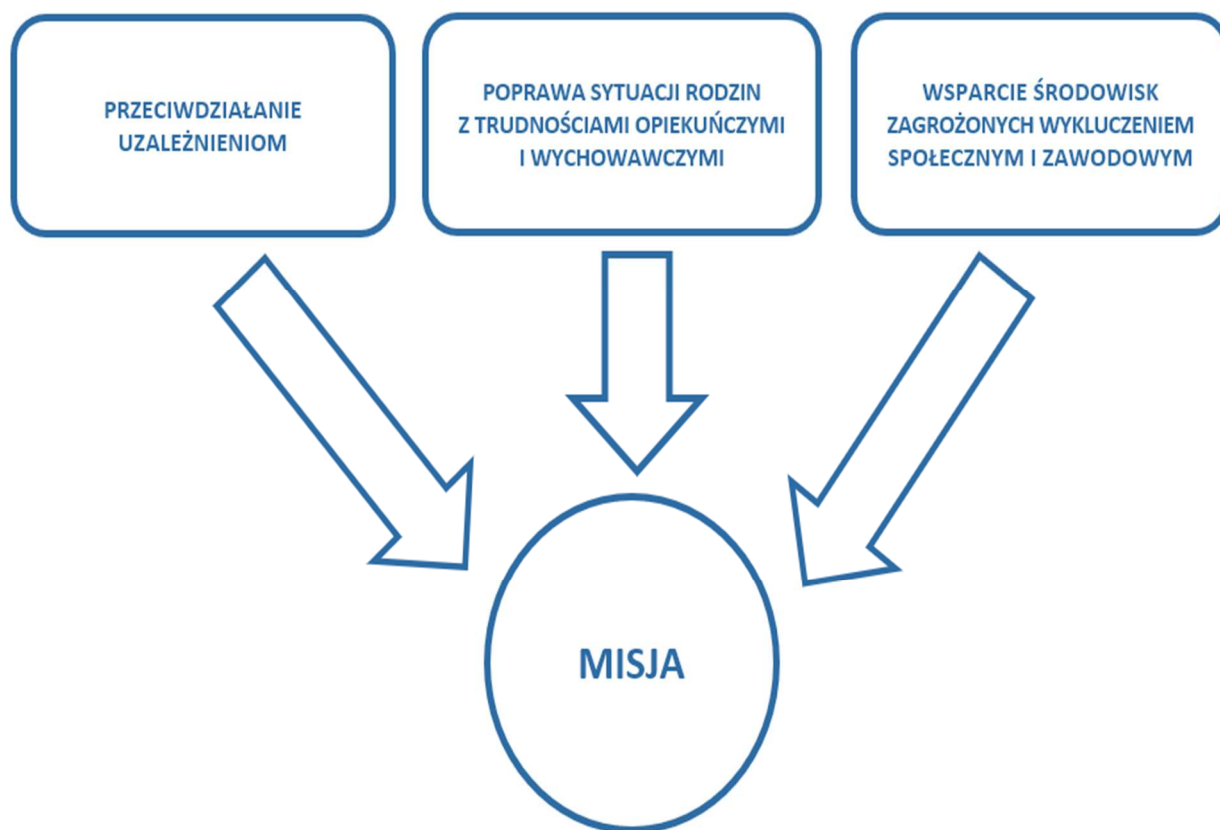 PRZECIWDZIAŁANIE
UZALEŻNIENIOM
POPRAWA SYTUACJI RODZIN
Z TRUDNOŚCIAMI OPIEKUŃCZYMI
I WYCHOWAWCZYMI
WSPARCIE ŚRODOWISK
ZAGROŻONYCH WYKLUCZENIEM
SPOŁECZNYM I ZAWODOWYM
MISJA